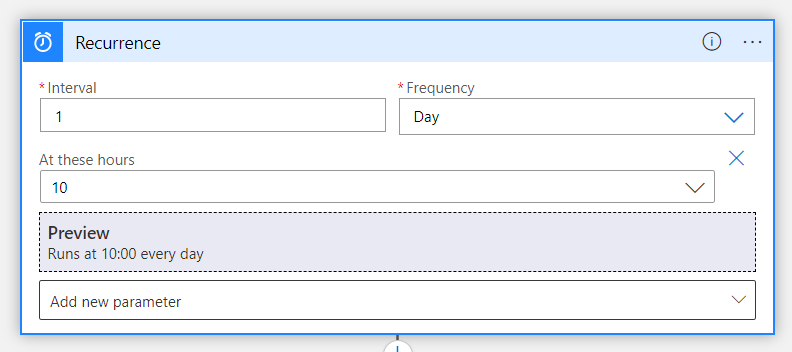 Recurrence
* Interval
* Frequency
1
Day
At these hours
10
Preview
Runs at 10:00 every day
Add new parameter